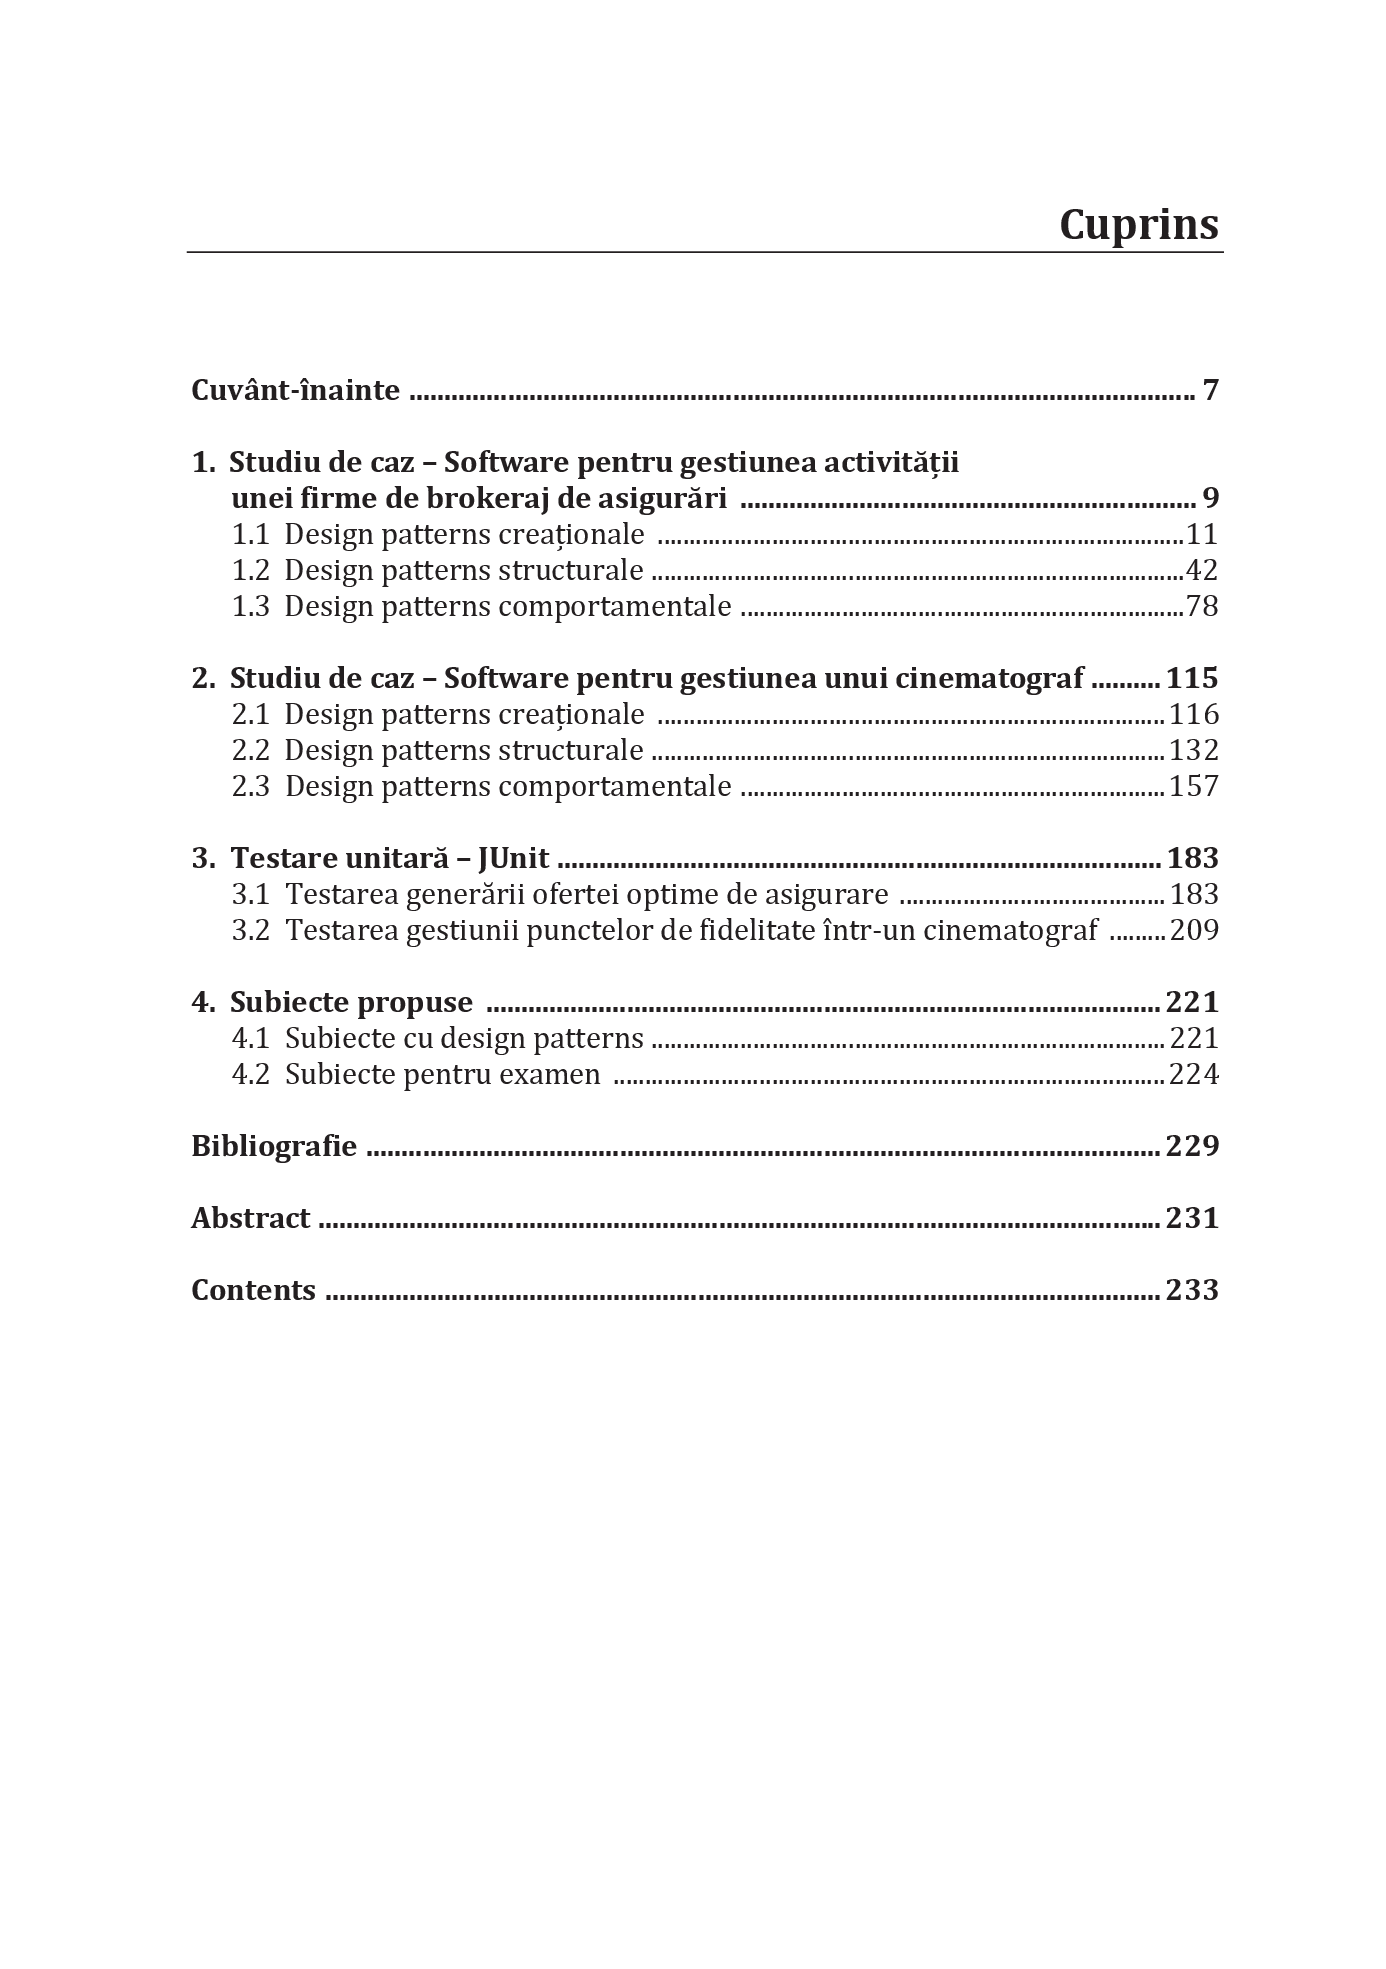 Cuprins
Cuvânt-înainte ........................................................................................................ 7
1. Studiu de caz – Software pentru gestiunea activității
unei firme de brokeraj de asigurări ................................................................ 9
1.1 Design patterns creaționale ....................................................................11
1.2 Design patterns structurale ....................................................................42
1.3 Design patterns comportamentale ........................................................78
2. Studiu de caz – Software pentru gestiunea unui cinematograf .......... 115
2.1 Design patterns creaționale ................................................................. 116
2.2 Design patterns structurale ................................................................. 132
2.3 Design patterns comportamentale ...................................................... 157
3. Testare unitară – JUnit ................................................................................ 183
3.1 Testarea generării ofertei optime de asigurare .................................. 183
3.2 Testarea gestiunii punctelor de fidelitate într-un cinematograf ......... 209
4. Subiecte propuse ........................................................................................ 221
4.1 Subiecte cu design patterns ................................................................. 221
4.2 Subiecte pentru examen ...................................................................... 224
Bibliografie ...................................................................................................... 229
Abstract ............................................................................................................ 231
Contents ........................................................................................................... 233